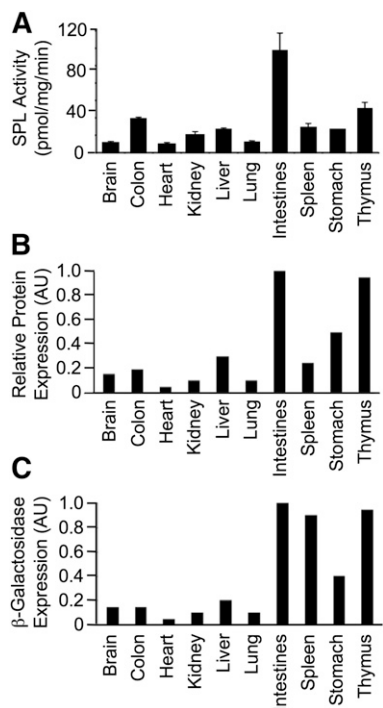 A
SPL Activity
(pmol/mg/min)
120
80
40
0
Brain
Colon
Heart
Kidney
Liver
Lung
Intestines
Spleen
Stomach
Thymus
B
Relative Protein
Expression (AU)
1.0
0.8
0.6
0.4
0.2
0
Brain
Colon
Heart
Kidney
Liver
Lung
Intestines
Spleen
Stomach
Thymus
C
β-Galactosidase
Expression (AU)
1.0
0.8
0.6
0.4
0.2
0
Brain
Colon
Heart
Kidney
Liver
Lung
ntestines
Spleen
Stomach
Thymus